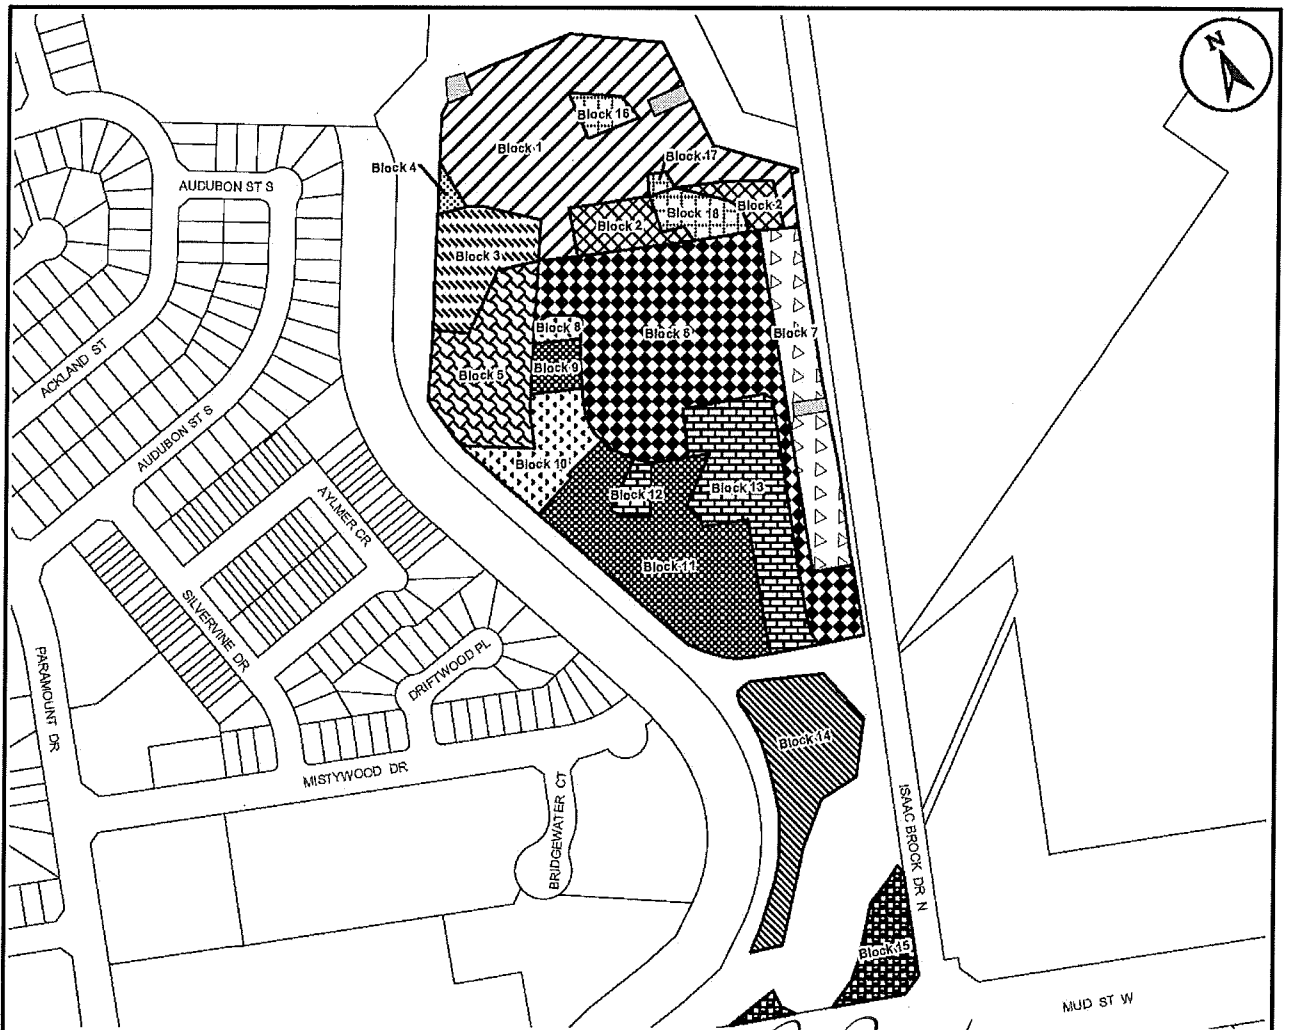 N
Block 16
Block 1
Block 17
Block 4
AUDUBON ST S
Block 2
Block 18
Block 2
Block 3
Block 8
Block 6
Block 7
Block 9
Block 5
ACKLAND ST
AUDUBON ST S
Block 10
Block 12
Block 13
AYLMER CR
Block 11
SILVERVINE DR
DRIFTWOOD PL
PARAMOUNT DR
Block 14
MISTYWOOD DR
BRIDGEWATER CT
ISAAC BROCK DR N
Block 15
MUD ST W